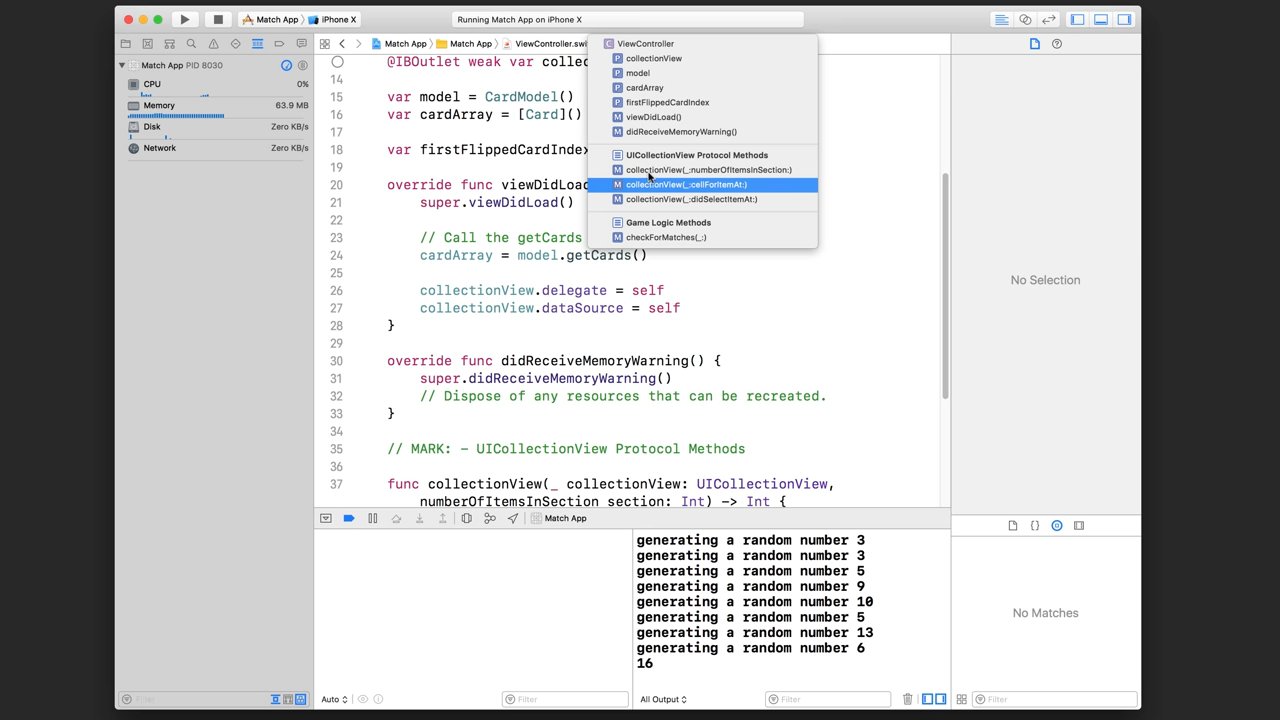 Match App
iPhone X
Running Match App on iPhone X
Match App
Match App
ViewController.swi
Match App PID 8030
CPU
0%
Memory
63.9 MB
Disk
Zero KB/s
Network
Zero KB/s
ViewController
collectionView
model
cardArray
firstFlippedCardIndex
viewDidLoad()
didReceiveMemoryWarning()
UICollectionView Protocol Methods
collectionView(_:numberOfItemsInSection:)
collectionView(_:cellForItemAt:)
collectionView(_:didSelectItemAt:)
Game Logic Methods
checkForMatches(_:)
@IBOutlet weak var collec
14
15 var model = CardModel()
16 var cardArray = [Card]()
17
18 var firstFlippedCardIndex
19
20 override func viewDidLoad
21 super.viewDidLoad()
22
23 // Call the getCards
24 cardArray = model.getCards()
25
26 collectionView.delegate = self
27 collectionView.dataSource = self
28 }
29
30 override func didReceiveMemoryWarning() {
31 super.didReceiveMemoryWarning()
32 // Dispose of any resources that can be recreated.
33 }
34
35 // MARK: - UICollectionView Protocol Methods
36
37 func collectionView(_ collectionView: UICollectionView,
numberOfItemsInSection section: Int) -> Int {
No Selection
Match App
generating a random number 3
generating a random number 3
generating a random number 5
generating a random number 9
generating a random number 10
generating a random number 5
generating a random number 13
generating a random number 6
16
No Matches
Filter
Auto
Filter
All Output
Filter
Filter